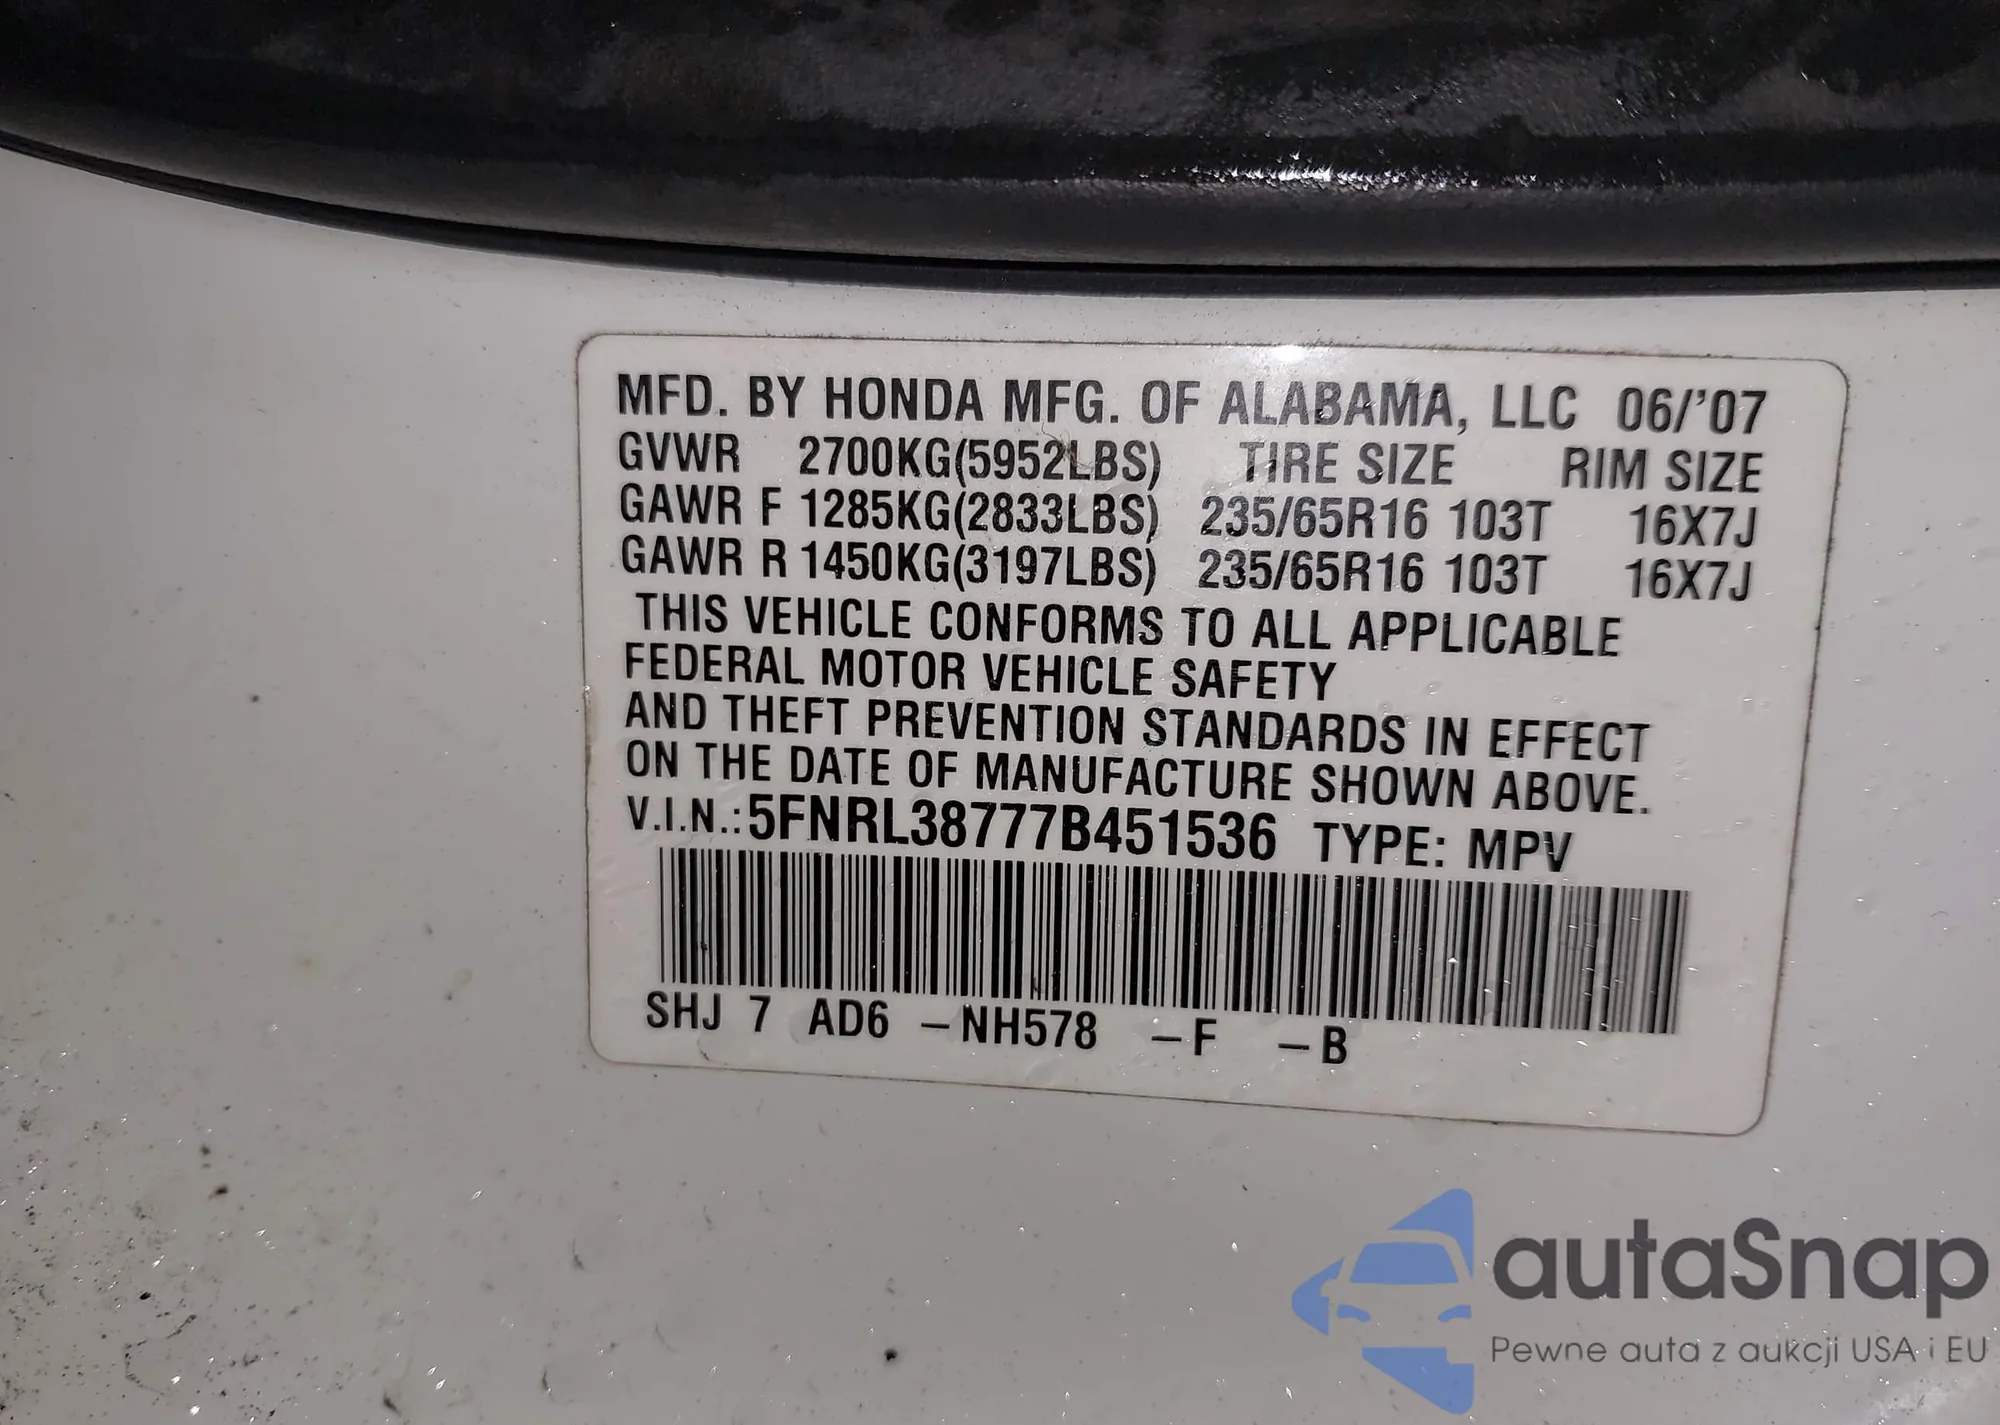 MFD. BY HONDA MFG. OF ALABAMA, LLC 06/'07
GVWR 2700KG(5952LBS) TIRE SIZE RIM SIZE
GAWR F 1285KG(2833LBS) 235/65R16 103T 16X7J
GAWR R 1450KG(3197LBS) 235/65R16 103T 16X7J
THIS VEHICLE CONFORMS TO ALL APPLICABLE
FEDERAL MOTOR VEHICLE SAFETY
AND THEFT PREVENTION STANDARDS IN EFFECT
ON THE DATE OF MANUFACTURE SHOWN ABOVE.
V.I.N.:5FNRL38777B451536 TYPE: MPV
SHJ 7 AD6 –NH578 –F –B
autaSnap
Pewne auta z aukcji USA i EU